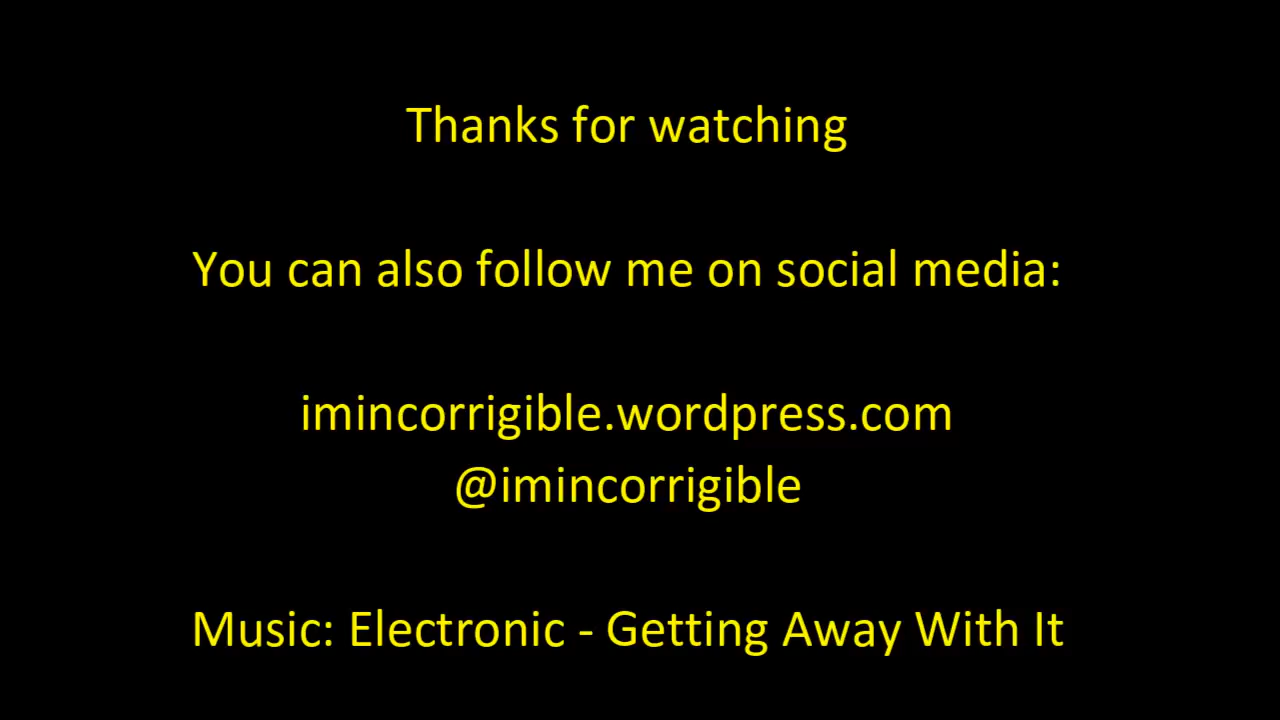 Thanks for watching
You can also follow me on social media:
imincorrigible.wordpress.com
@imincorrigible
Music: Electronic - Getting Away With It